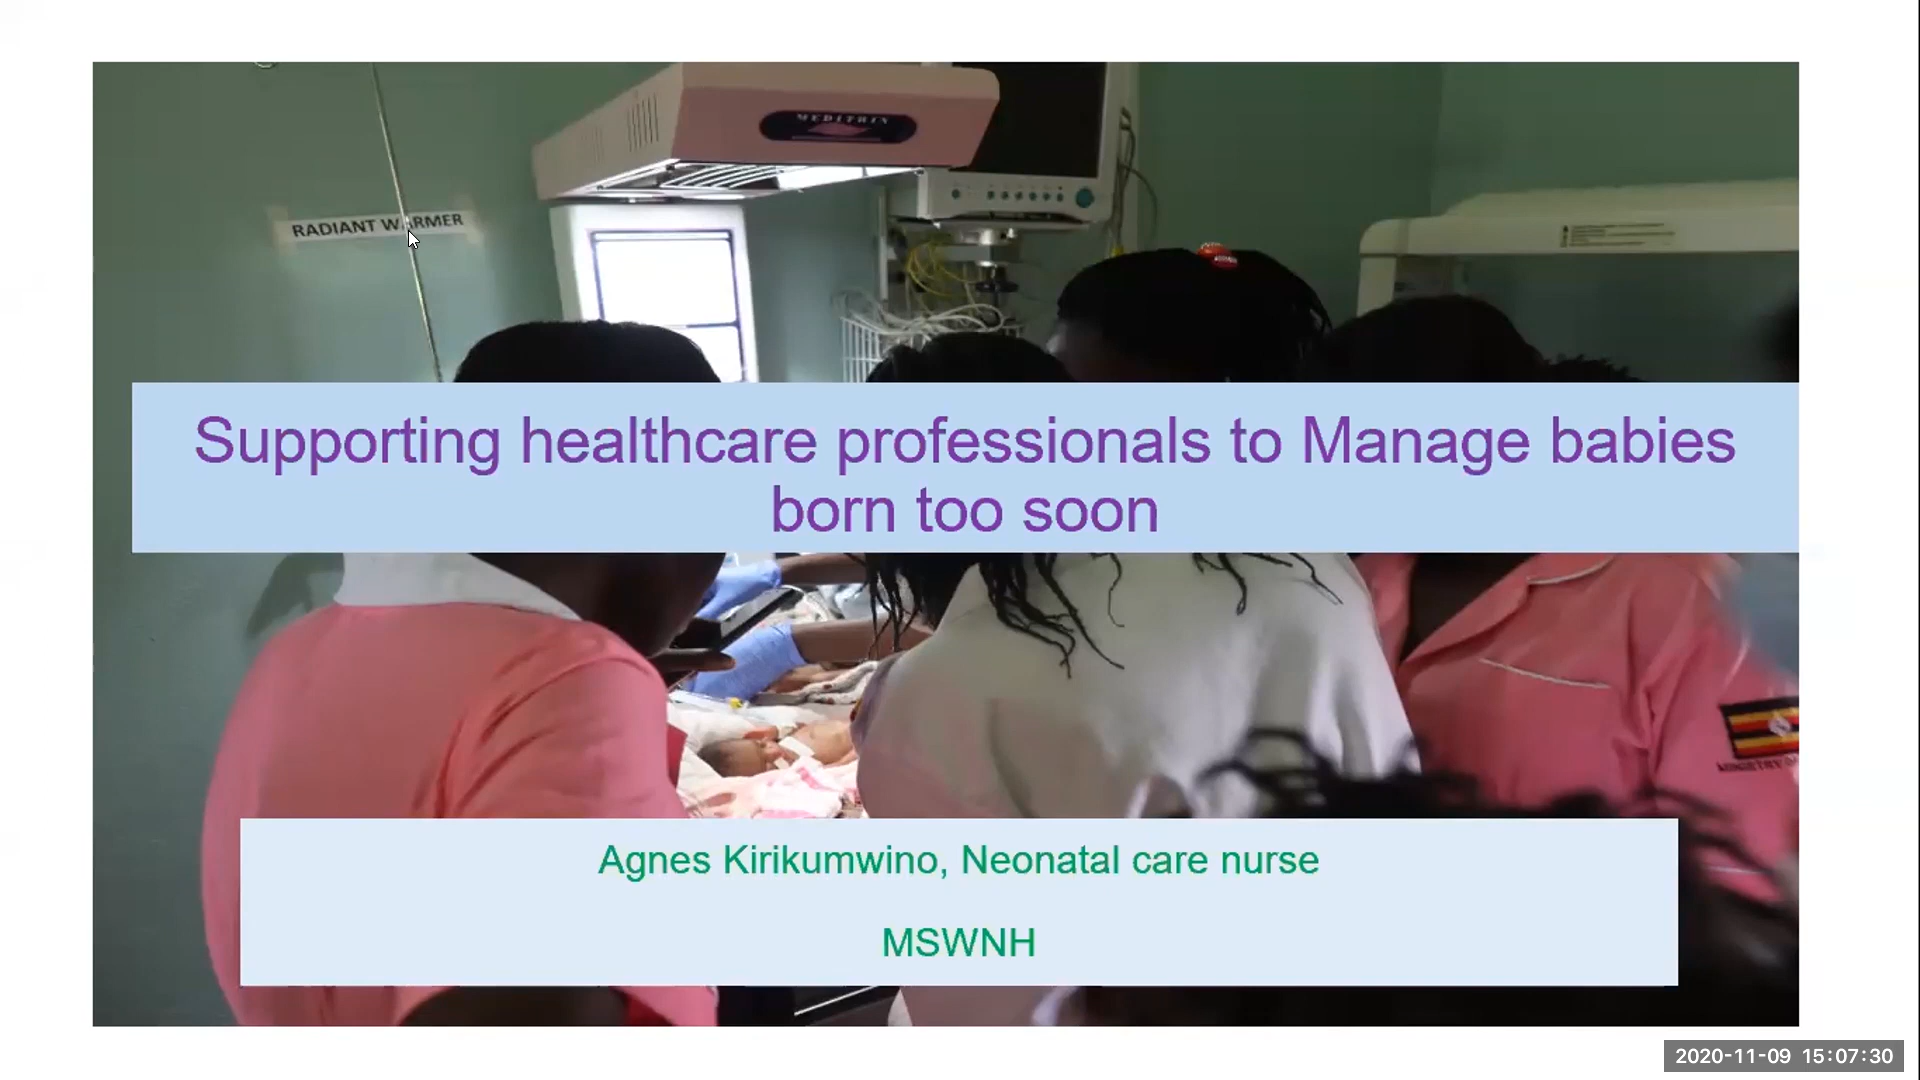 MEDITRIN
RADIANT WARMER
Supporting healthcare professionals to Manage babies
born too soon
Agnes Kirikumwino, Neonatal care nurse
MSWNH
2020-11-09 15:07:30